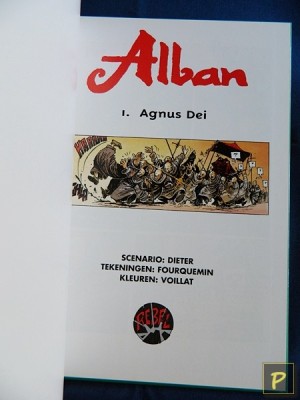 Alban
1. Agnus Dei
SCENARIO: DIETER
TEKENINGEN: FOURQUEMIN
KLEUREN: VOILLAT
REBEL
P